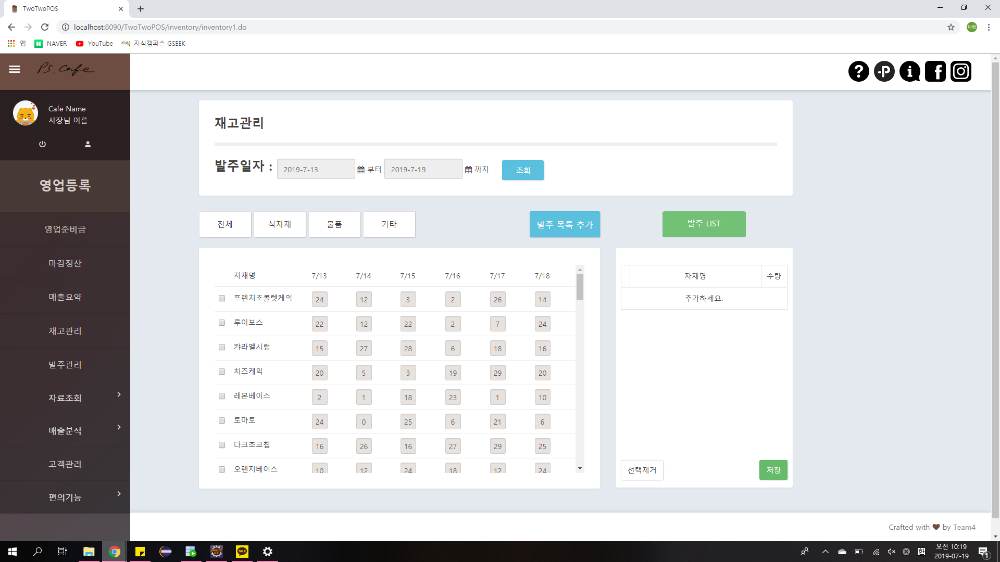 TwoTwoPOS
localhost:8090/TwoTwoPOS/inventory/inventory1.do
다현
앱 NAVER YouTube 지식캠퍼스 GSEEK
P.S. Cafe
Cafe Name
사장님 이름
영업등록
영업준비금
마감정산
매출요약
재고관리
발주관리
자료조회
매출분석
고객관리
편의기능
재고관리
발주일자 : 2019-7-13 부터 2019-7-19 까지 조회
전체 식자재 물품 기타 발주 목록 추가 발주 LIST
자재명 7/13 7/14 7/15 7/16 7/17 7/18
프렌치초콜렛케익 24 12 3 2 26 14
루이보스 22 12 22 2 7 24
캬라멜시럽 15 27 28 6 18 16
치즈케익 20 5 3 19 29 20
레몬베이스 2 1 18 23 1 10
토마토 24 0 25 6 21 6
다크초코칩 16 26 16 27 29 25
오렌지베이스 10 12 24 18 12 24
자재명 수량
추가하세요.
선택제거 저장
Crafted with by Team4
TALK
한
오전 10:19
2019-07-19
1